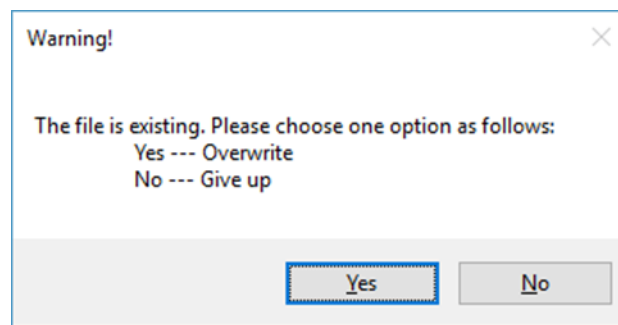 Warning!
The file is existing. Please choose one option as follows:
Yes --- Overwrite
No --- Give up
Yes No